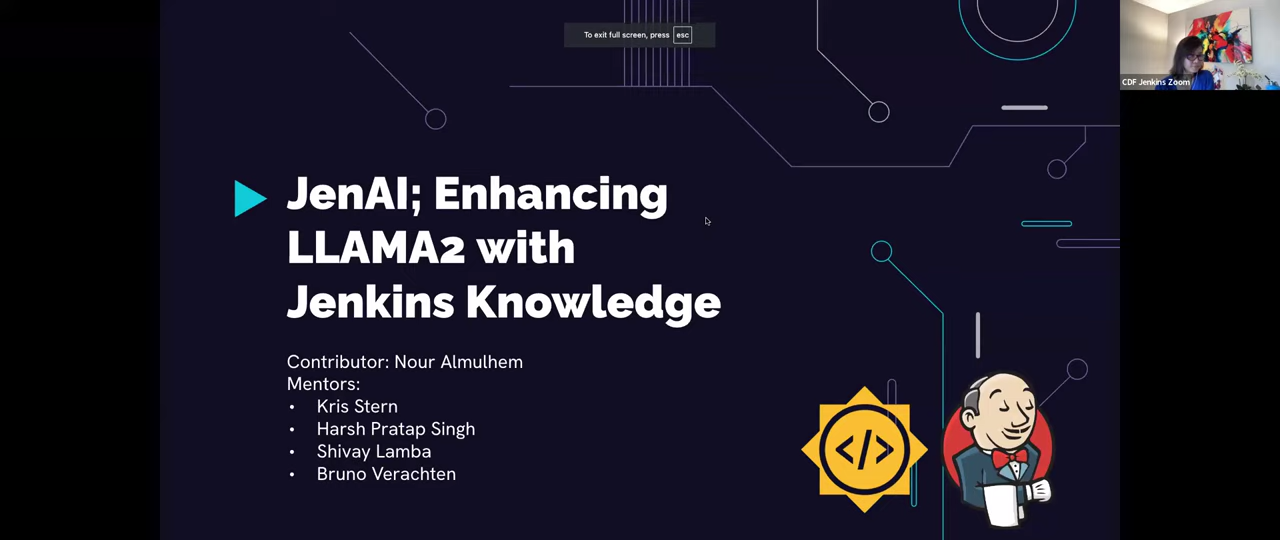 To exit full screen, press esc
CDF Jenkins Zoom
JenAI; Enhancing
LLAMA2 with
Jenkins Knowledge
Contributor: Nour Almulhem
Mentors:
• Kris Stern
• Harsh Pratap Singh
• Shivay Lamba
• Bruno Verachten
</>